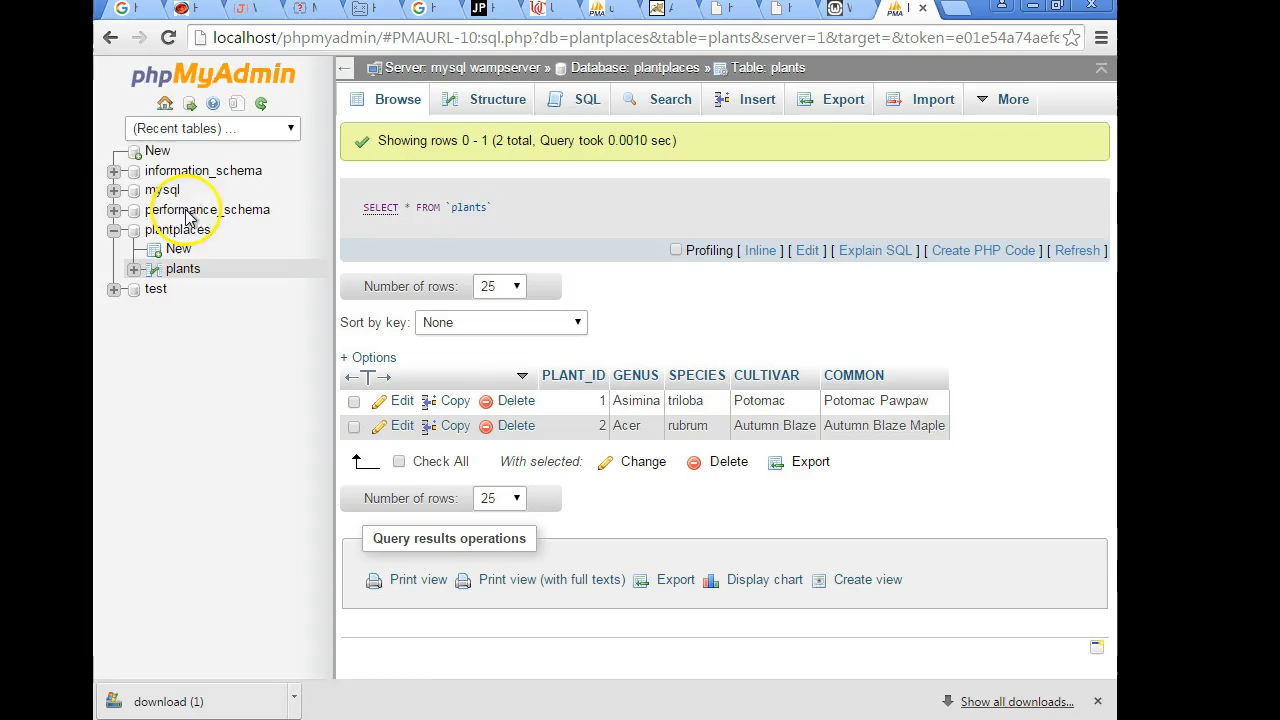 localhost/phpmyadmin/#PMAURL-10:sql.php?db=plantplaces&table=plants&server=1&target=&token=e01e54a74aefe
phpMyAdmin
(Recent tables) ...
New
information_schema
mysql
performance_schema
plantplaces
New
plants
test
Server: mysql wampserver » Database: plantplaces » Table: plants
Browse Structure SQL Search Insert Export Import More
Showing rows 0 - 1 (2 total, Query took 0.0010 sec)
SELECT * FROM `plants`
Profiling [ Inline ] [ Edit ] [ Explain SQL ] [ Create PHP Code ] [ Refresh ]
Number of rows: 25
Sort by key: None
+ Options
PLANT_ID GENUS SPECIES CULTIVAR COMMON
Edit Copy Delete 1 Asimina triloba Potomac Potomac Pawpaw
Edit Copy Delete 2 Acer rubrum Autumn Blaze Autumn Blaze Maple
Check All With selected: Change Delete Export
Number of rows: 25
Query results operations
Print view Print view (with full texts) Export Display chart Create view
download (1) Show all downloads...